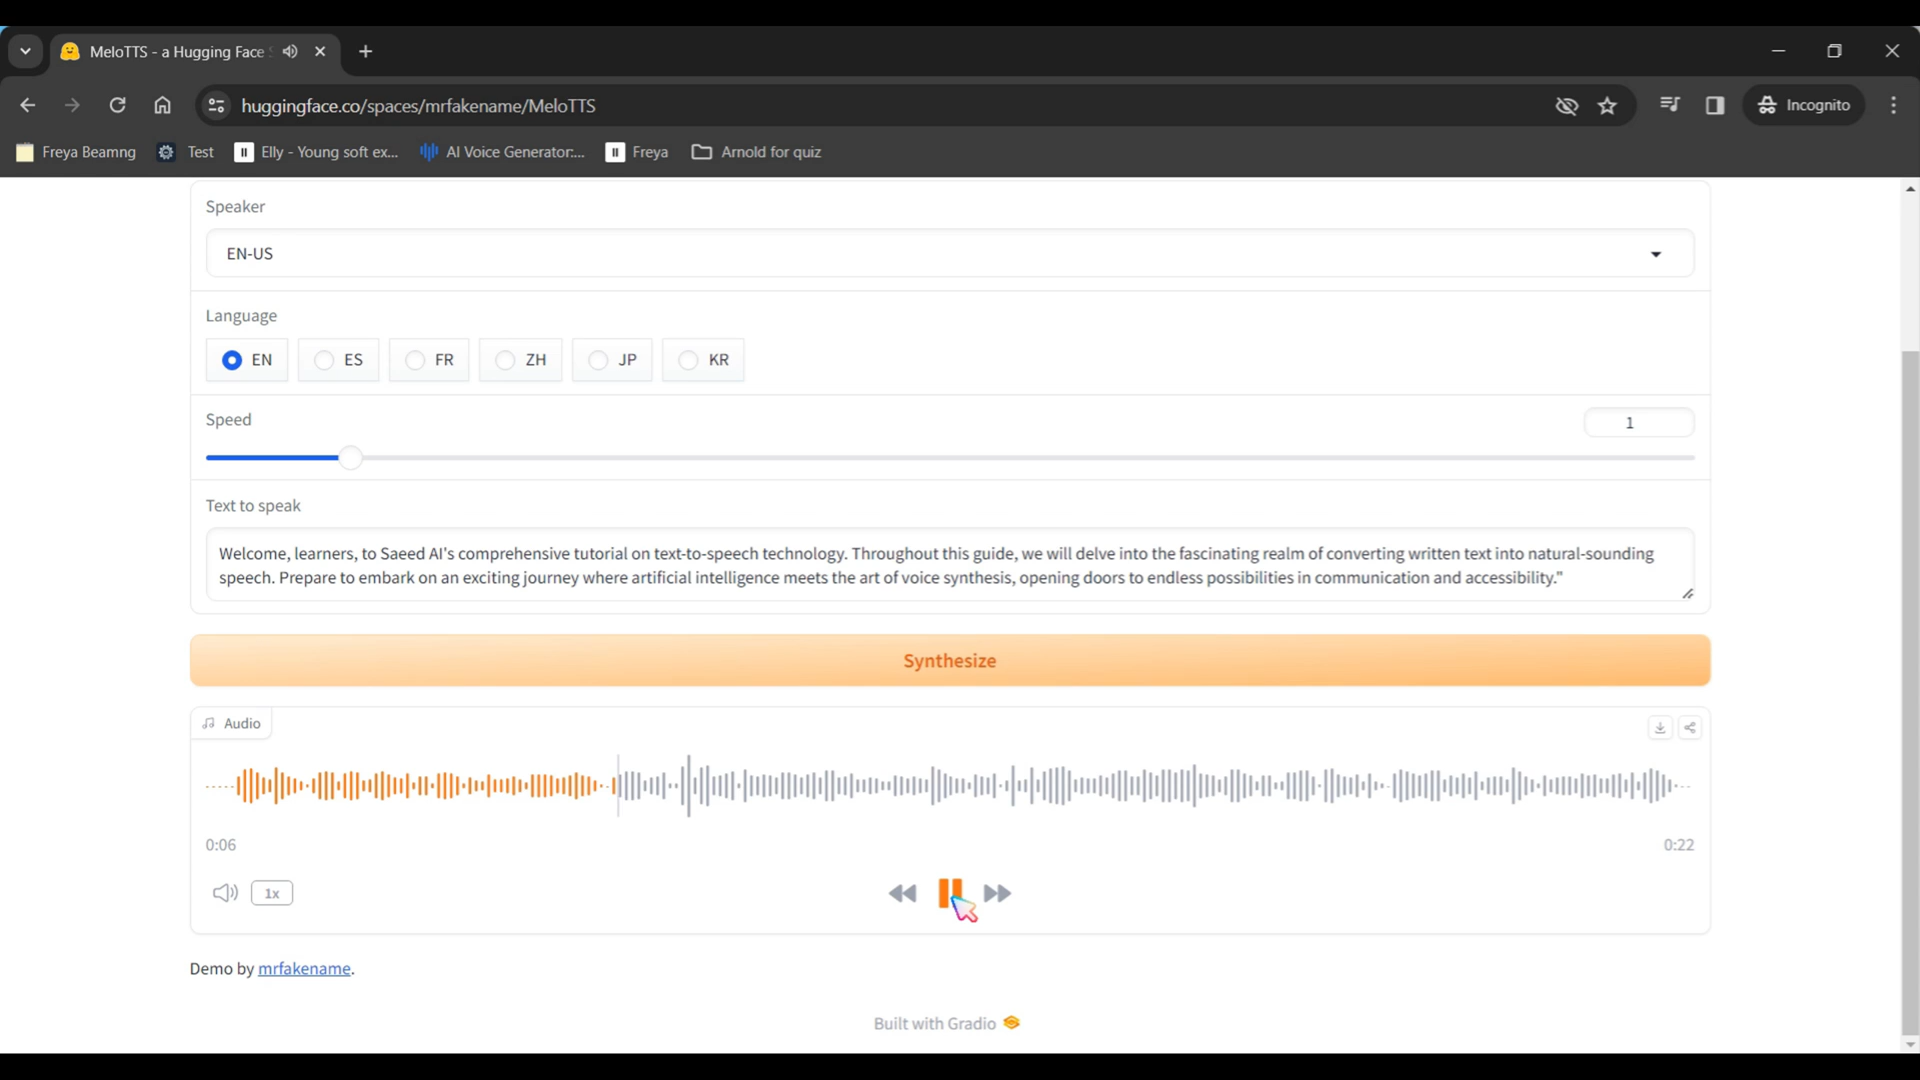 MeloTTS - a Hugging Face
huggingface.co/spaces/mrfakename/MeloTTS
Incognito
Freya Beamng
Test
Elly - Young soft ex...
AI Voice Generator:...
Freya
Arnold for quiz
Speaker
EN-US
Language
EN
ES
FR
ZH
JP
KR
Speed
1
Text to speak
Welcome, learners, to Saeed AI's comprehensive tutorial on text-to-speech technology. Throughout this guide, we will delve into the fascinating realm of converting written text into natural-sounding
speech. Prepare to embark on an exciting journey where artificial intelligence meets the art of voice synthesis, opening doors to endless possibilities in communication and accessibility."
Synthesize
Audio
0:06
0:22
1x
Demo by mrfakename.
Built with Gradio